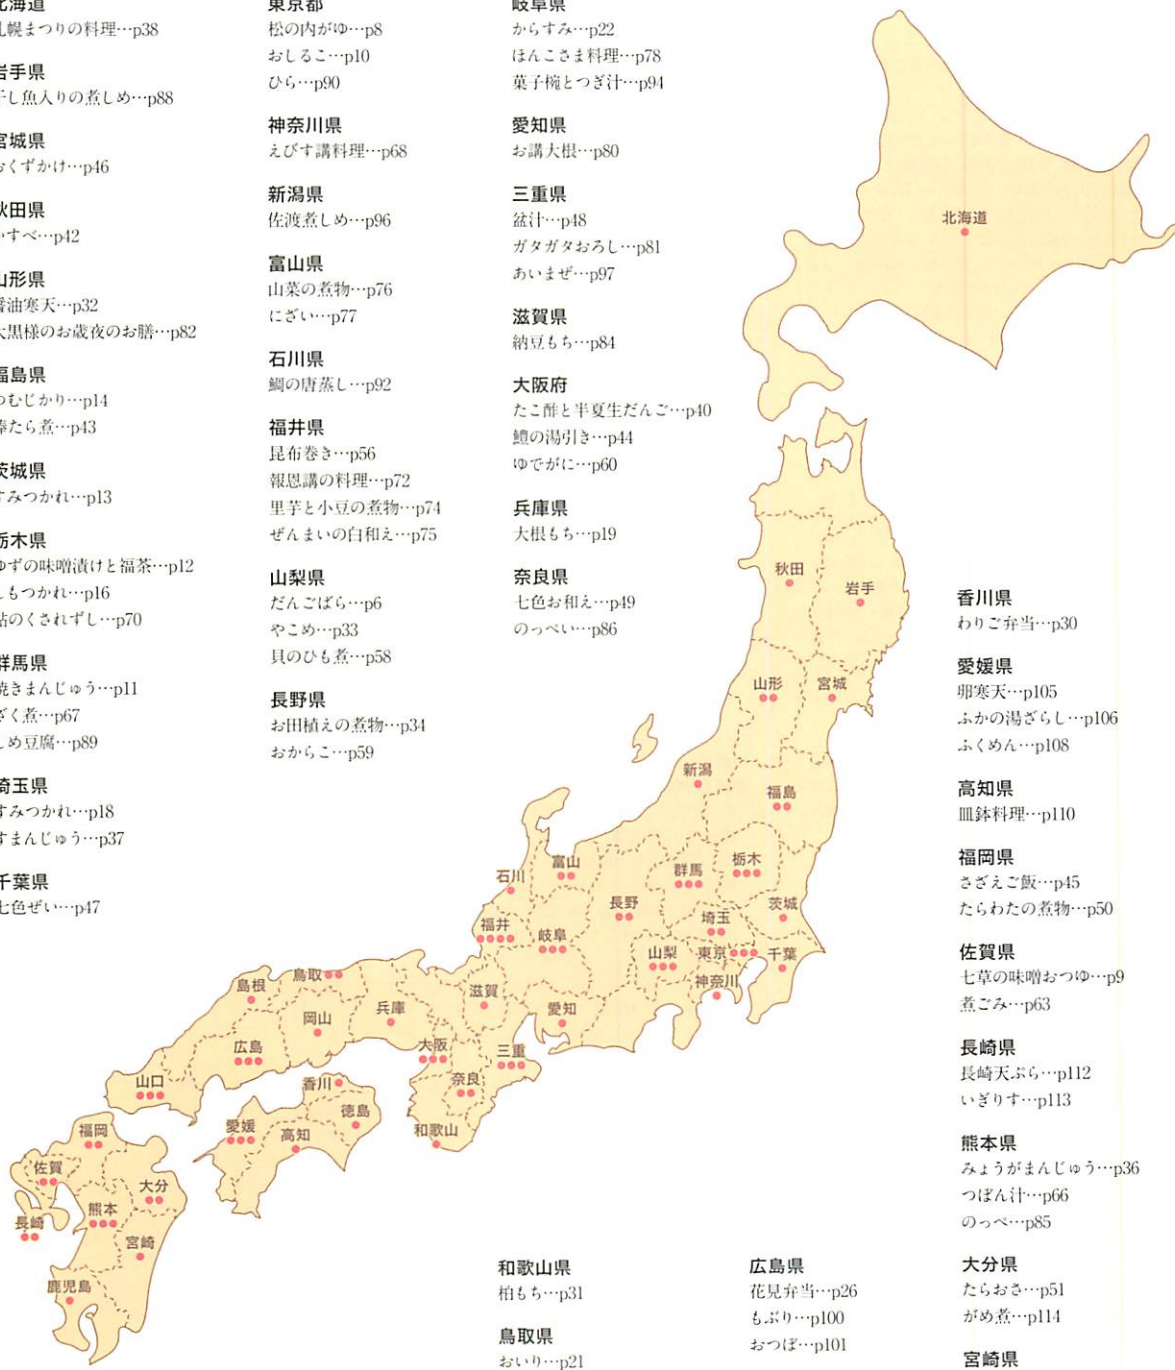 北海道
札幌まつりの料理…p38
岩手県
干し魚入りの煮しめ…p88
宮城県
おくずかけ…p46
秋田県
かすべ…p42
山形県
醤油寒天…p32
大黒様のお歳夜のお膳…p82
福島県
つむじかり…p14
棒たら煮…p43
茨城県
すみつかれ…p13
栃木県
ゆずの味噌漬けと福茶…p12
しもつかれ…p16
鮎のくされずし…p70
群馬県
焼きまんじゅう…p11
ざく煮…p67
しめ豆腐…p89
埼玉県
すみつかれ…p18
すまんじゅう…p37
千葉県
七色ぜい…p47
東京都
松の内がゆ…p8
おしるこ…p10
ひら…p90
神奈川県
えびす講料理…p68
新潟県
佐渡煮しめ…p96
富山県
山菜の煮物…p76
にざい…p77
石川県
鯛の唐蒸し…p92
福井県
昆布巻き…p56
報恩講の料理…p72
里芋と小豆の煮物…p74
ぜんまいの白和え…p75
山梨県
だんごばら…p6
やこめ…p33
貝のひも煮…p58
長野県
お田植えの煮物…p34
おからこ…p59
岐阜県
からすみ…p22
ほんこさま料理…p78
菓子椀とつぎ汁…p94
愛知県
お講大根…p80
三重県
盆汁…p48
ガタガタおろし…p81
あいまぜ…p97
滋賀県
納豆もち…p84
大阪府
たこ酢と半夏生だんご…p40
鱧の湯引き…p44
ゆでがに…p60
兵庫県
大根もち…p19
奈良県
七色お和え…p49
のっぺい…p86
和歌山県
柏もち…p31
鳥取県
おいり…p21
広島県
花見弁当…p26
もぶり…p100
おつぼ…p101
香川県
わりご弁当…p30
愛媛県
卵寒天…p105
ふかの湯ざらし…p106
ふくめん…p108
高知県
皿鉢料理…p110
福岡県
さざえご飯…p45
たらわたの煮物…p50
佐賀県
七草の味噌おつゆ…p9
煮ごみ…p63
長崎県
長崎天ぷら…p112
いぎりす…p113
熊本県
みょうがまんじゅう…p36
つぼん汁…p66
のっぺ…p85
大分県
たらおさ…p51
がめ煮…p114
宮崎県
北海道
秋田
岩手
山形
宮城
新潟
福島
富山
石川
群馬
栃木
長野
茨城
福井
岐阜
埼玉
山梨
東京
千葉
神奈川
鳥取
島根
滋賀
兵庫
愛知
岡山
広島
大阪
三重
山口
香川
奈良
徳島
愛媛
高知
和歌山
福岡
佐賀
大分
熊本
長崎
宮崎
鹿児島